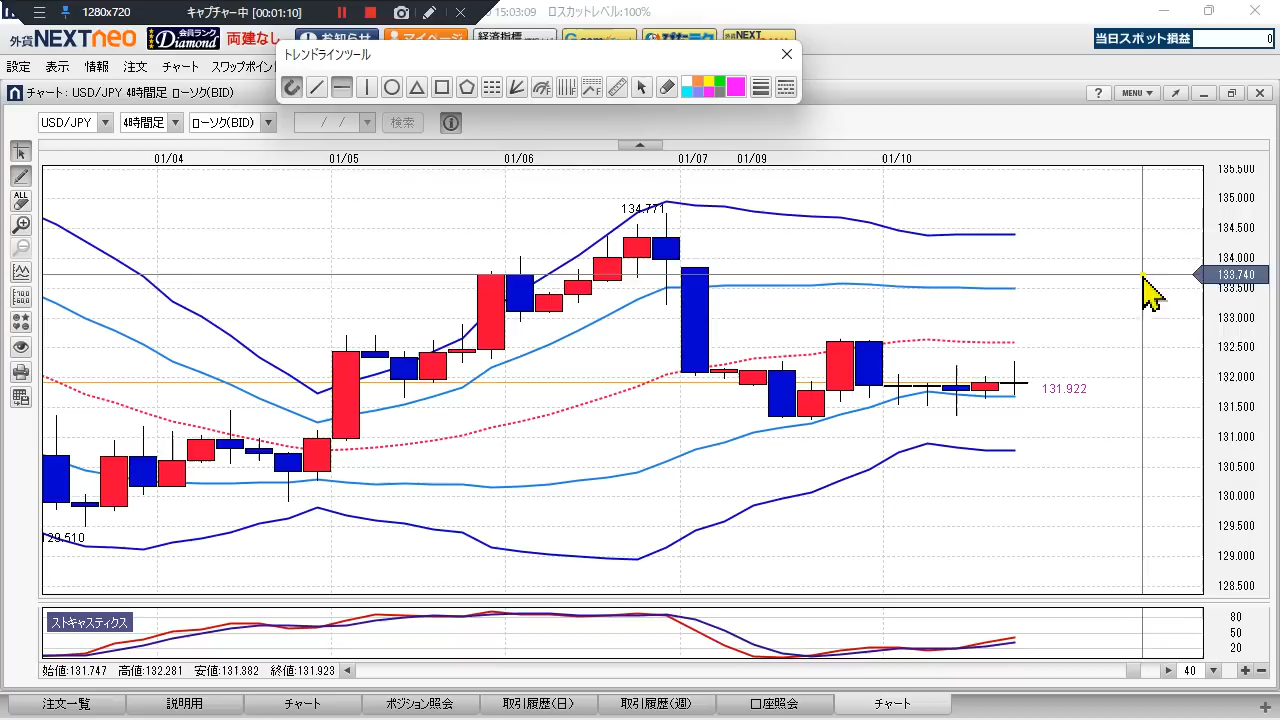 1280x720 キャプチャー中 [00:01:10] 15:03:09 ロスカットレベル:100%
外貨NEXTneo 会員ランク Diamond 両建なし お知らせ マイページ 経済指標 ぴたテク NEXTneo 当日スポット損益 0
設定 表示 情報 注文 チャート スワップポイン
トレンドラインツール
チャート USD/JPY 4時間足 ローソク(BID) ? MENU
USD/JPY 4時間足 ローソク(BID) / / 検索
01/04 01/05 01/06 01/07 01/09 01/10
ALL
135.500
135.000
134.771
134.500
134.000
133.740
133.500
133.000
132.500
132.000
131.922
131.500
131.000
130.500
130.000
129.500
29.510
129.000
128.500
ストキャスティクス
80
50
20
始値:131.747 高値:132.281 安値:131.382 終値:131.923 40
注文一覧 説明用 チャート ポジション照会 取引履歴(日) 取引履歴(週) 口座照会 チャート